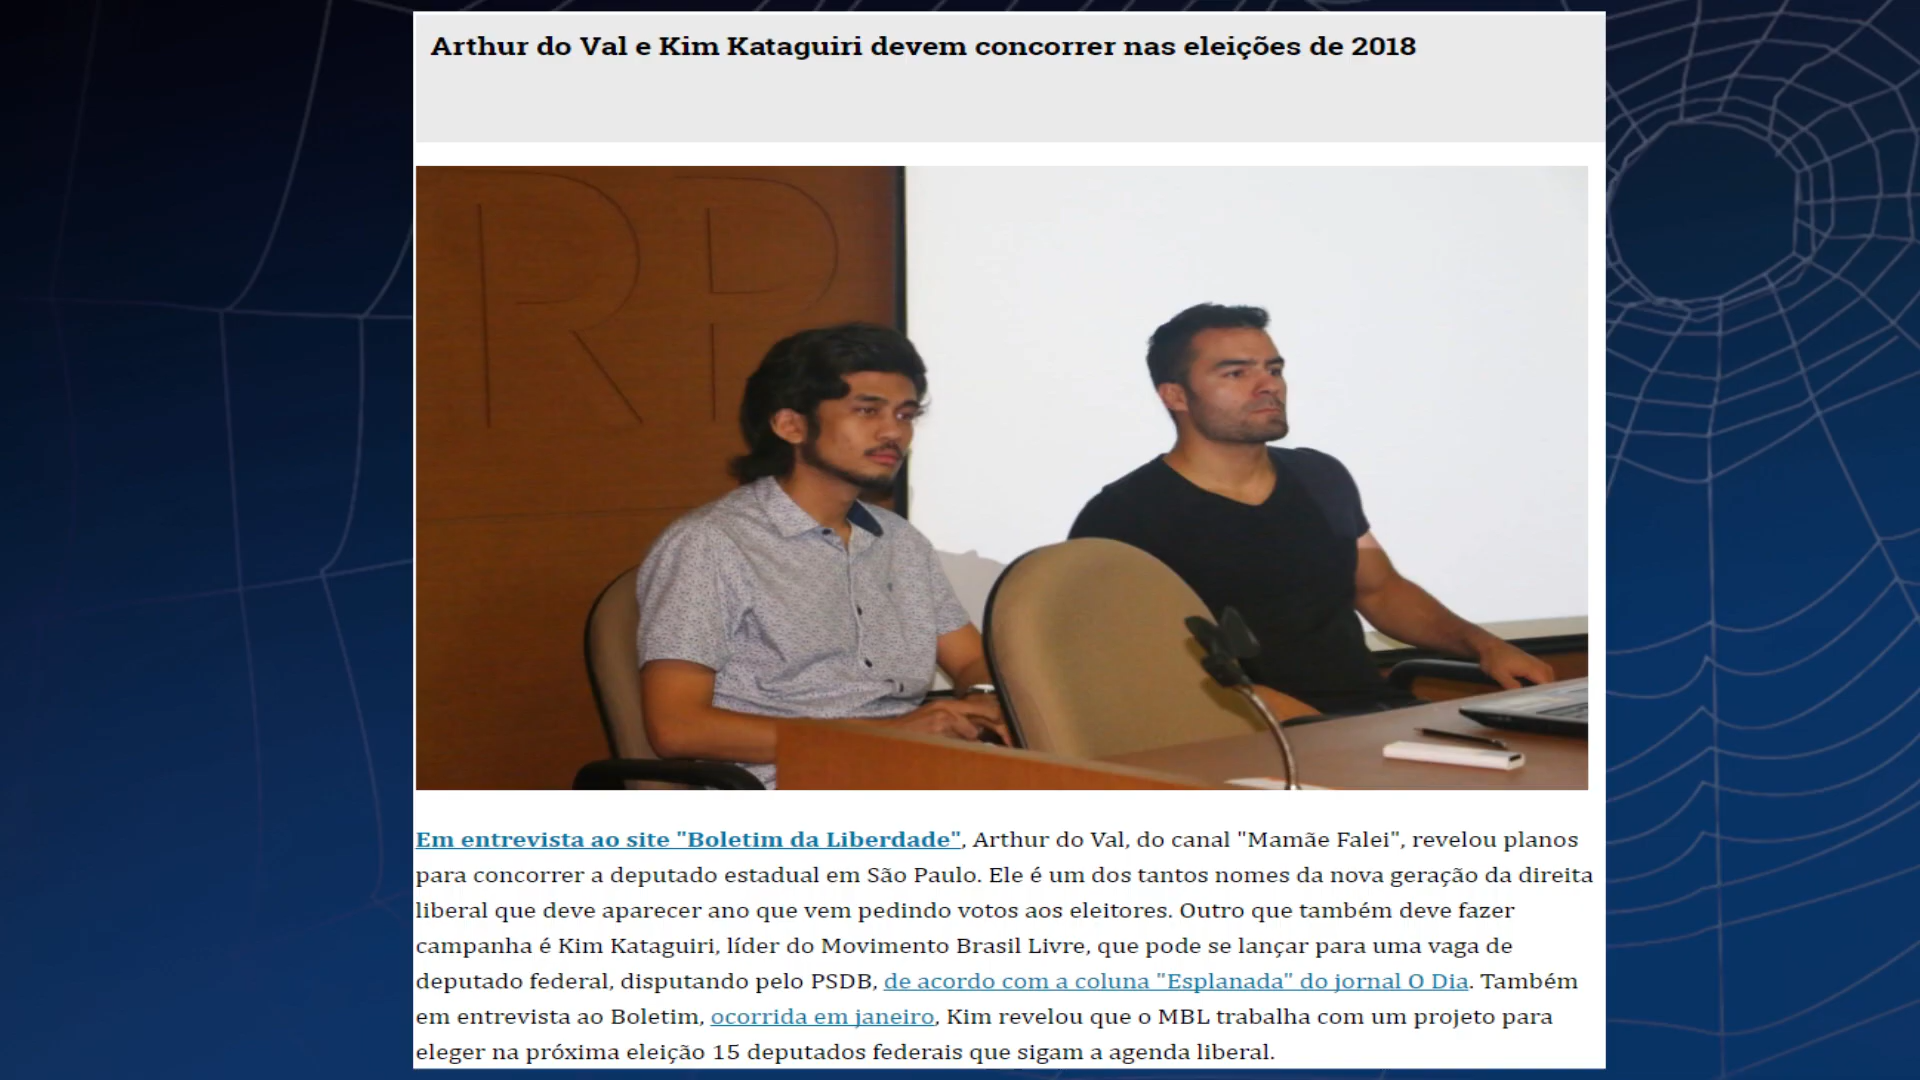 Arthur do Val e Kim Kataguiri devem concorrer nas eleições de 2018
RP
Em entrevista ao site "Boletim da Liberdade", Arthur do Val, do canal "Mamãe Falei", revelou planos
para concorrer a deputado estadual em São Paulo. Ele é um dos tantos nomes da nova geração da direita
liberal que deve aparecer ano que vem pedindo votos aos eleitores. Outro que também deve fazer
campanha é Kim Kataguiri, líder do Movimento Brasil Livre, que pode se lançar para uma vaga de
deputado federal, disputando pelo PSDB, de acordo com a coluna "Esplanada" do jornal O Dia. Também
em entrevista ao Boletim, ocorrida em janeiro, Kim revelou que o MBL trabalha com um projeto para
eleger na próxima eleição 15 deputados federais que sigam a agenda liberal.